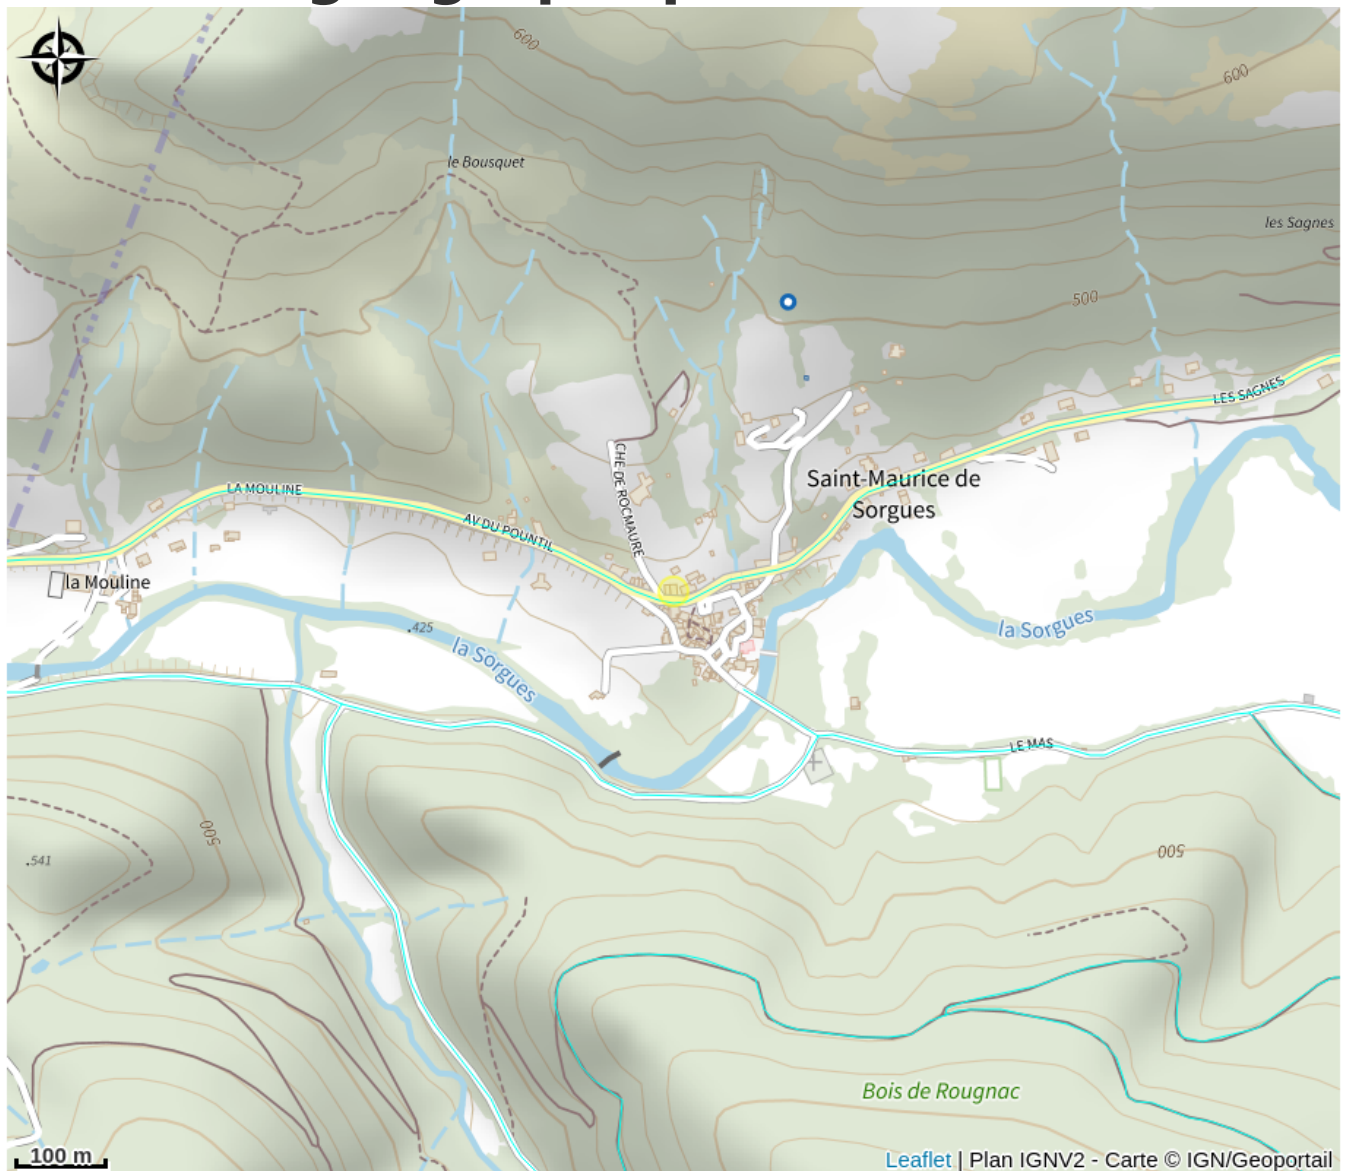 600
600
le Bousquet
les Sagnes
500
LES SAGNES
CHE DE ROCMAURE
Saint-Maurice de
Sorgues
LA MOULINE
AV DU POUNTIL
la Mouline
.425
la Sorgues
la Sorgues
LE MAS
500
.541
500
Bois de Rougnac
100 m
Leaflet | Plan IGNV2 - Carte © IGN/Geoportail